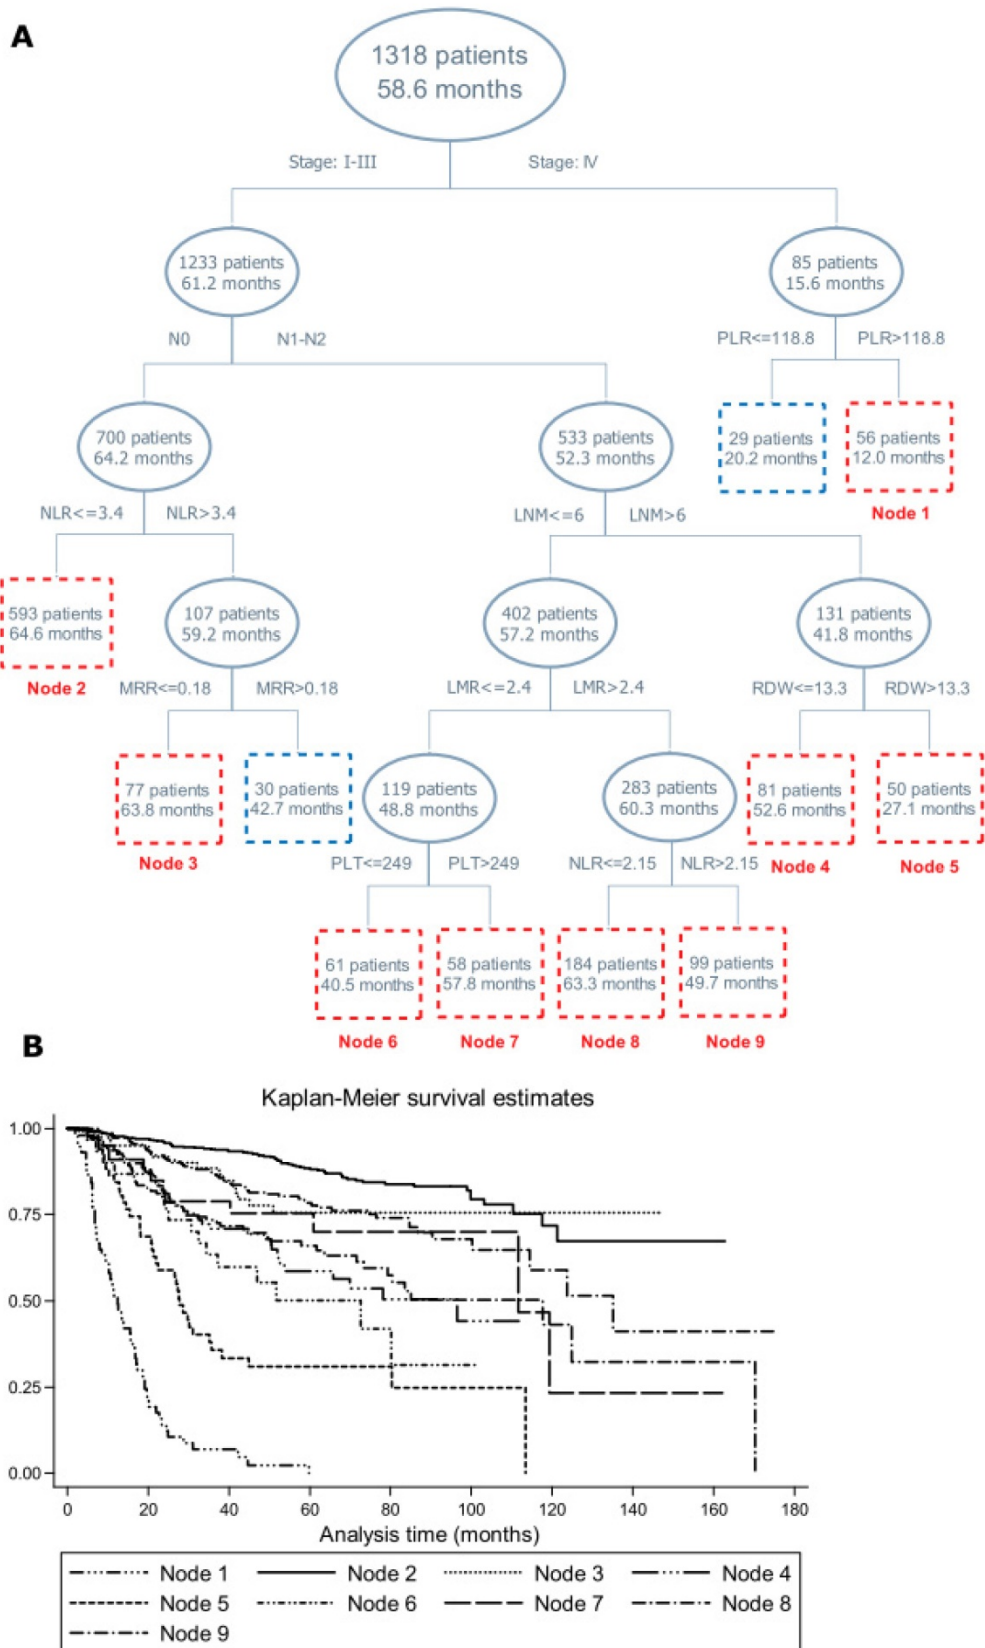 A
1318 patients
58.6 months
Stage: I-III
Stage: IV
1233 patients
61.2 months
85 patients
15.6 months
N0
N1-N2
PLR<=118.8
PLR>118.8
700 patients
64.2 months
533 patients
52.3 months
29 patients
20.2 months
56 patients
12.0 months
NLR<=3.4
NLR>3.4
LNM<=6
LNM>6
Node 1
593 patients
64.6 months
107 patients
59.2 months
402 patients
57.2 months
131 patients
41.8 months
Node 2
MRR<=0.18
MRR>0.18
LMR<=2.4
LMR>2.4
RDW<=13.3
RDW>13.3
77 patients
63.8 months
30 patients
42.7 months
119 patients
48.8 months
283 patients
60.3 months
81 patients
52.6 months
50 patients
27.1 months
Node 3
PLT<=249
PLT>249
NLR<=2.15
NLR>2.15
Node 4
Node 5
61 patients
40.5 months
58 patients
57.8 months
184 patients
63.3 months
99 patients
49.7 months
Node 6
Node 7
Node 8
Node 9
B
Kaplan-Meier survival estimates
1.00
0.75
0.50
0.25
0.00
0 20 40 60 80 100 120 140 160 180
Analysis time (months)
Node 1 Node 2 Node 3 Node 4
Node 5 Node 6 Node 7 Node 8
Node 9